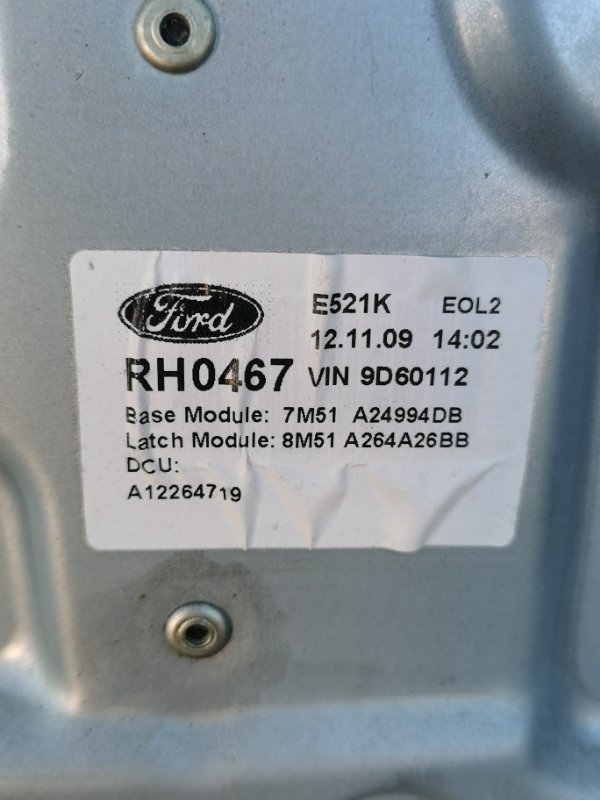 Ford E521K EOL2
12.11.09 14:02
RH0467 VIN 9D60112
Base Module: 7M51 A24994DB
Latch Module: 8M51 A264A26BB
DCU:
A12264719